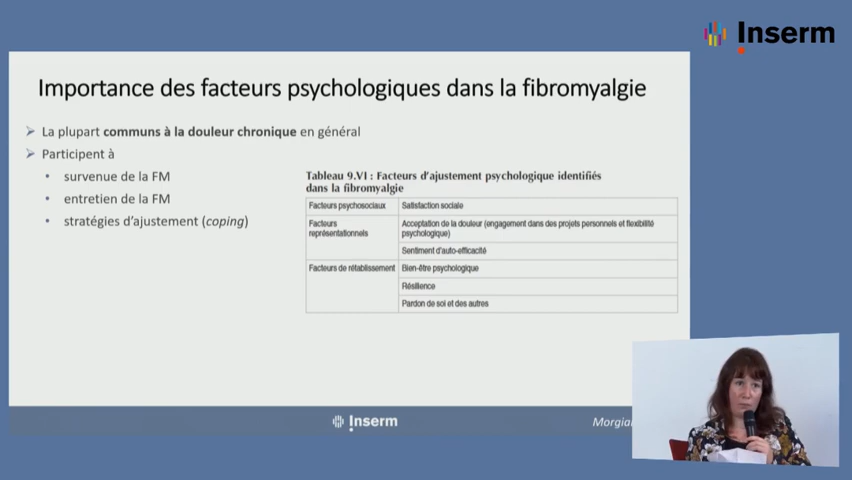 Inserm
Importance des facteurs psychologiques dans la fibromyalgie
La plupart communs à la douleur chronique en général
Participent à
survenue de la FM
entretien de la FM
stratégies d'ajustement (coping)
Tableau 9.VI : Facteurs d'ajustement psychologique identifiés
dans la fibromyalgie
Facteurs psychosociaux Satisfaction sociale
Facteurs représentationnels Acceptation de la douleur (engagement dans des projets personnels et flexibilité
psychologique)
Sentiment d'auto-efficacité
Facteurs de rétablissement Bien-être psychologique
Résilience
Pardon de soi et des autres
Inserm